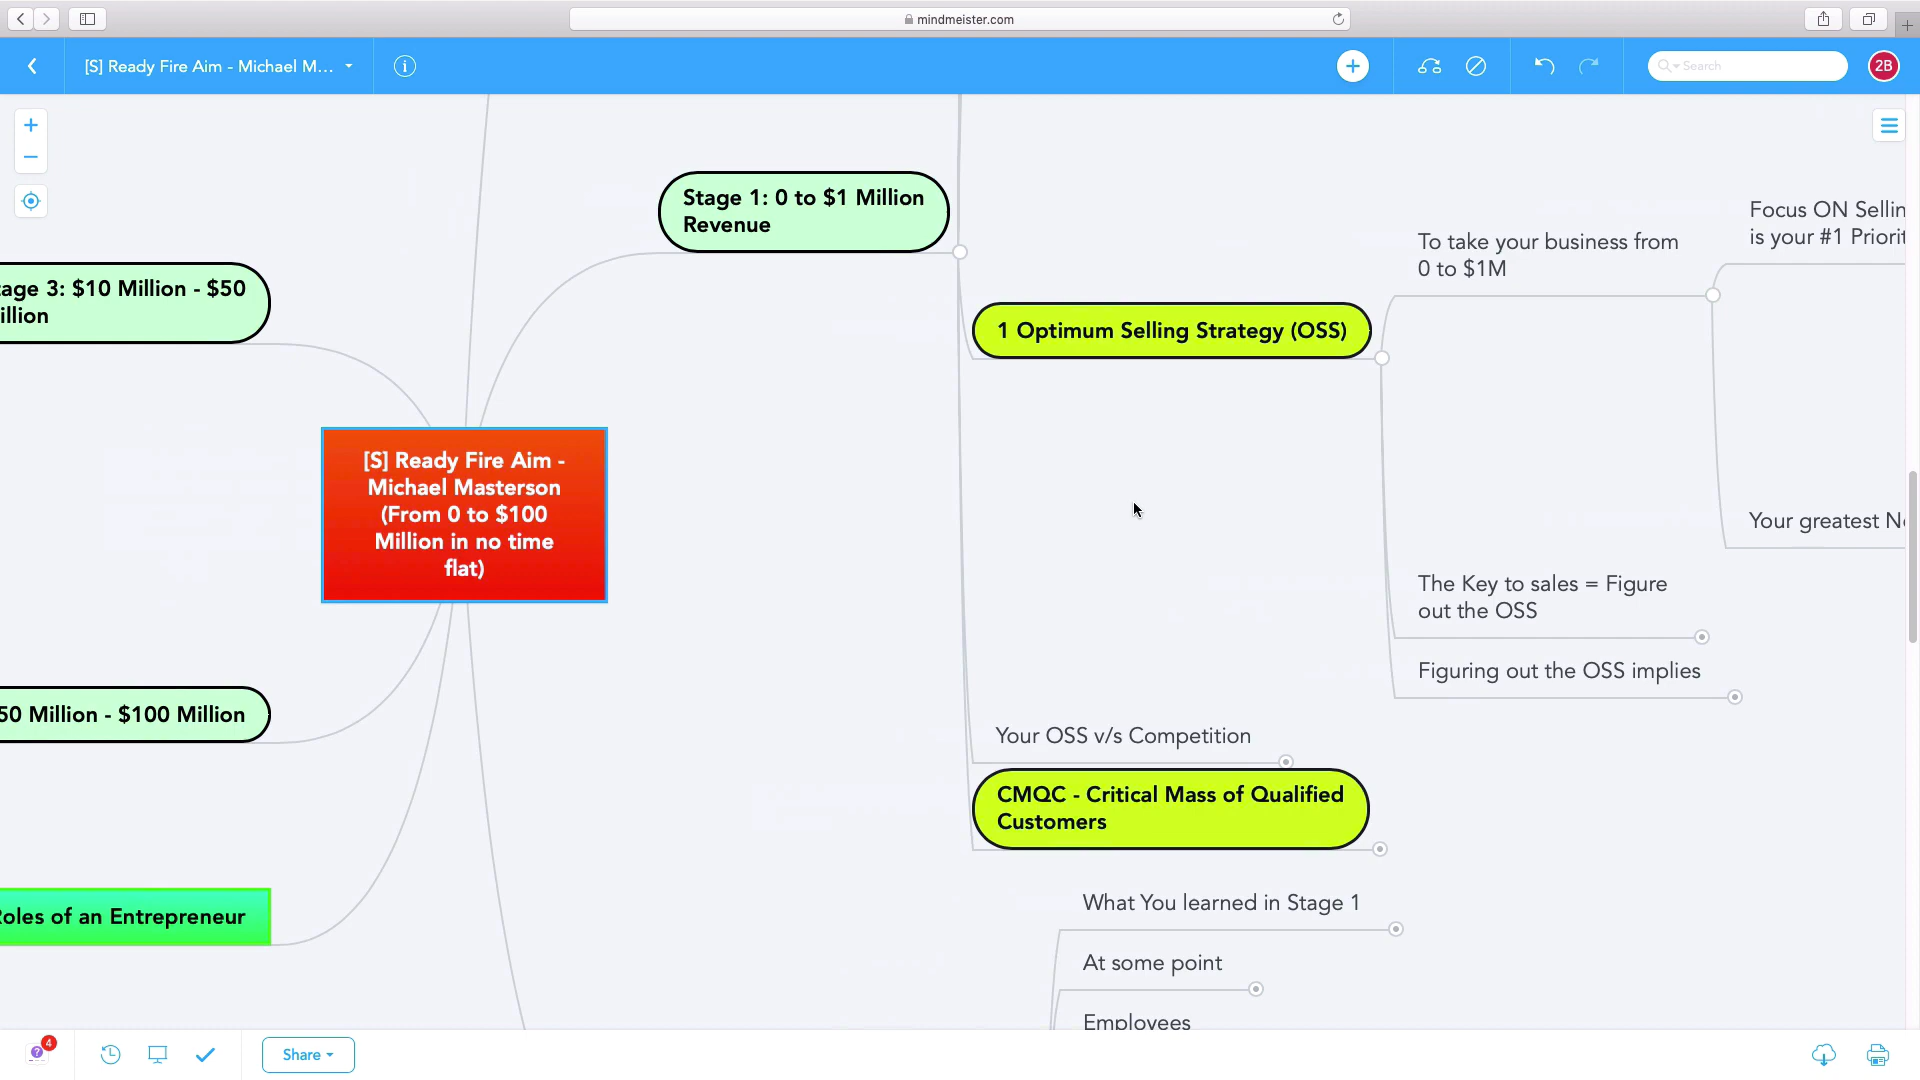 mindmeister.com
[S] Ready Fire Aim - Michael M...
Search
2B
Stage 1: 0 to $1 Million
Revenue
Focus ON Sellin
is your #1 Priorit
To take your business from
0 to $1M
tage 3: $10 Million - $50
illion
1 Optimum Selling Strategy (OSS)
[S] Ready Fire Aim -
Michael Masterson
(From 0 to $100
Million in no time
flat)
Your greatest N
The Key to sales = Figure
out the OSS
Figuring out the OSS implies
50 Million - $100 Million
Your OSS v/s Competition
CMQC - Critical Mass of Qualified
Customers
Roles of an Entrepreneur
What You learned in Stage 1
At some point
Employees
4
Share